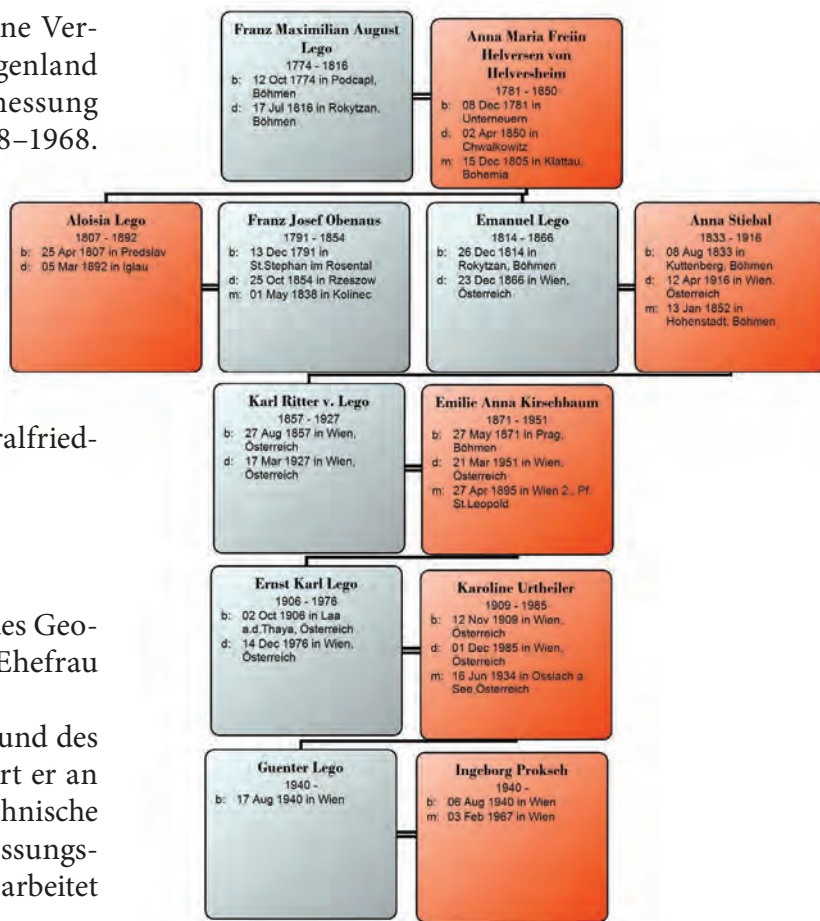 ne Ver-
genland
nessung
8–1968.
ralfried-
des Geo-
Ehefrau
und des
rt er an
hnische
ssungs-
arbeitet
Franz Maximilian August
Lego
1774 - 1816
b: 12 Oct 1774 in Podcapl,
Böhmen
d: 17 Jul 1816 in Rokytzan,
Böhmen
Anna Maria Freiin
Helversen von
Helversheim
1781 - 1850
b: 08 Dec 1781 in
Unterneuern
d: 02 Apr 1850 in
Chwalkowitz
m: 15 Dec 1805 in Klattau,
Bohemia
Aloisia Lego
1807 - 1892
b: 25 Apr 1807 in Predslav
d: 05 Mar 1892 in Iglau
Franz Josef Obenaus
1791 - 1854
b: 13 Dec 1791 in
St.Stephan im Rosental
d: 25 Oct 1854 in Rzeszow
m: 01 May 1838 in Kolinec
Emanuel Lego
1814 - 1866
b: 26 Dec 1814 in
Rokytzan, Böhmen
d: 23 Dec 1866 in Wien,
Österreich
Anna Stiebal
1833 - 1916
b: 08 Aug 1833 in
Kuttenberg, Böhmen
d: 12 Apr 1916 in Wien,
Österreich
m: 13 Jan 1852 in
Hohenstadt, Böhmen
Karl Ritter v. Lego
1857 - 1927
b: 27 Aug 1857 in Wien,
Österreich
d: 17 Mar 1927 in Wien,
Österreich
Emilie Anna Kirschbaum
1871 - 1951
b: 27 May 1871 in Prag,
Böhmen
d: 21 Mar 1951 in Wien,
Österreich
m: 27 Apr 1895 in Wien 2., Pf.
St.Leopold
Ernst Karl Lego
1906 - 1976
b: 02 Oct 1906 in Laa
a.d.Thaya, Österreich
d: 14 Dec 1976 in Wien,
Österreich
Karoline Urtheiler
1909 - 1985
b: 12 Nov 1909 in Wien,
Österreich
d: 01 Dec 1985 in Wien,
Österreich
m: 16 Jun 1934 in Ossiach a.
See,Österreich
Guenter Lego
1940 -
b: 17 Aug 1940 in Wien
Ingeborg Proksch
1940 -
b: 06 Aug 1940 in Wien
m: 03 Feb 1967 in Wien